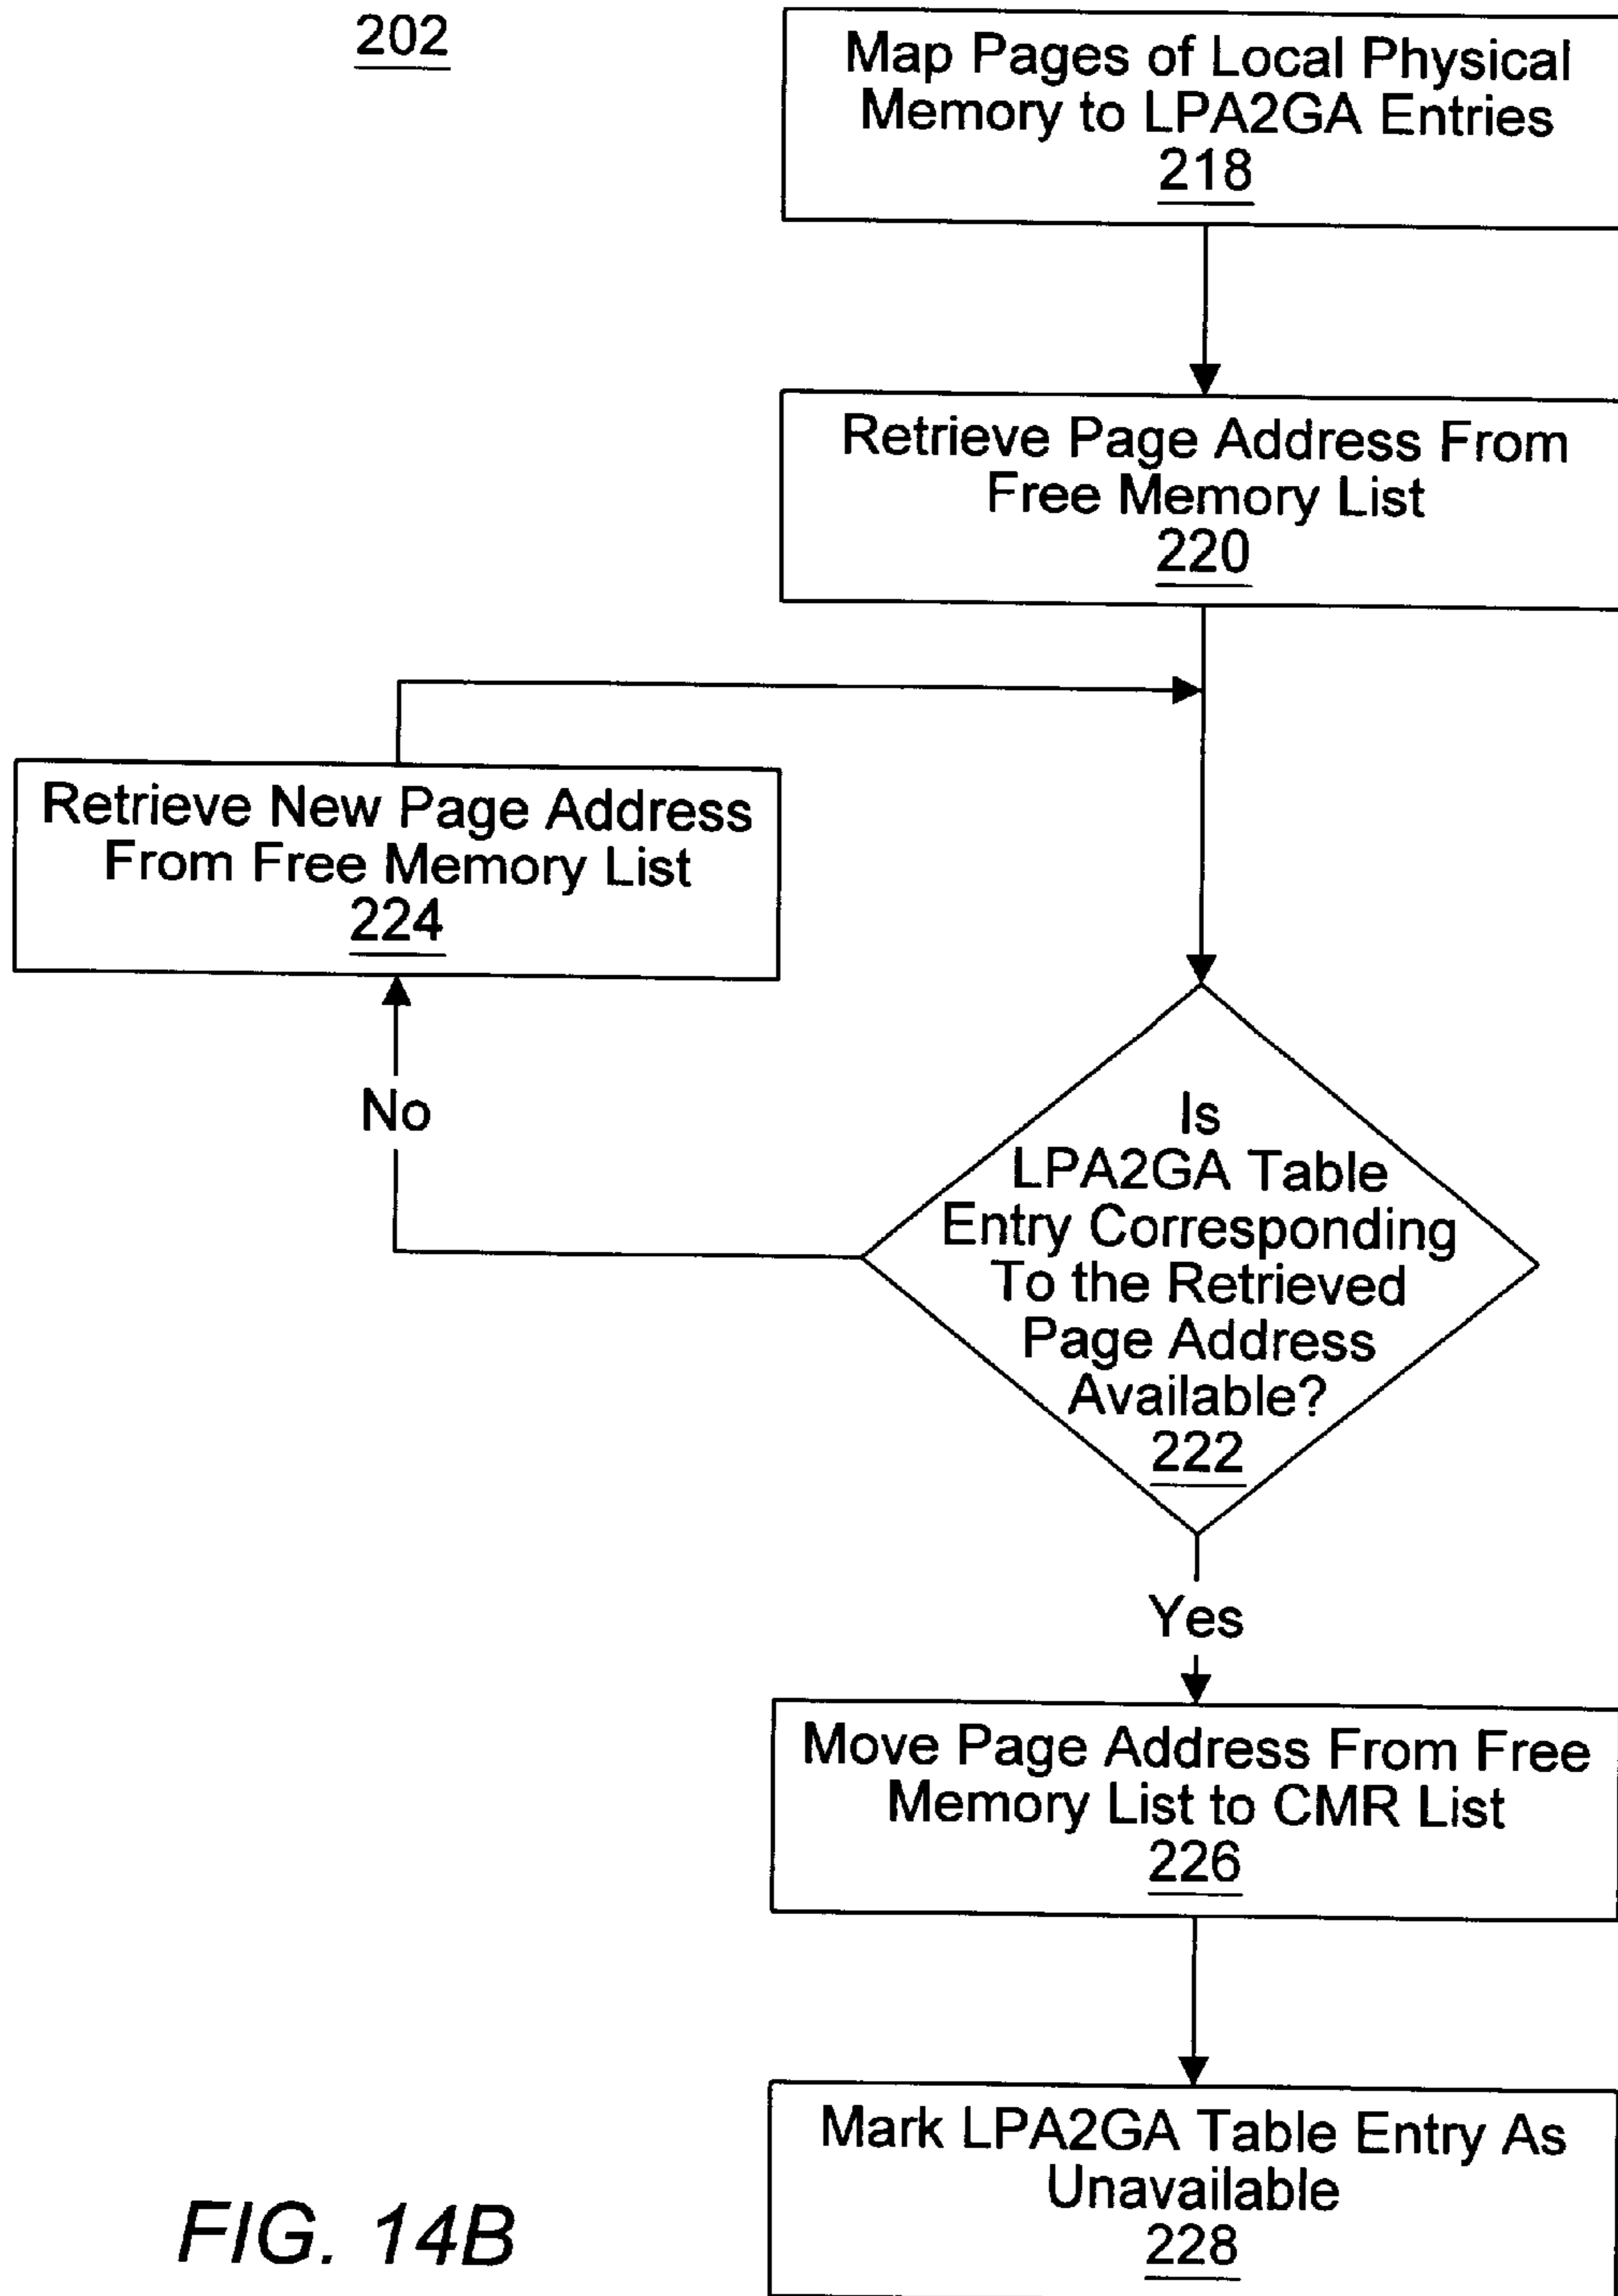 202
Map Pages of Local Physical
Memory to LPA2GA Entries
218
Retrieve Page Address From
Free Memory List
220
Retrieve New Page Address
From Free Memory List
224
No
Is
LPA2GA Table
Entry Corresponding
To the Retrieved
Page Address
Available?
222
Yes
Move Page Address From Free
Memory List to CMR List
226
Mark LPA2GA Table Entry As
Unavailable
228
FIG. 14B